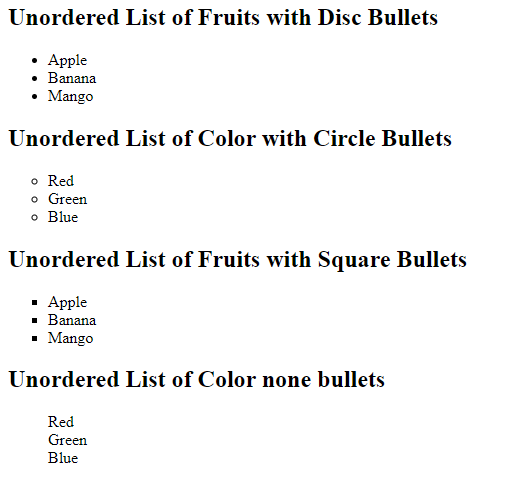 Unordered List of Fruits with Disc Bullets
Apple
Banana
Mango
Unordered List of Color with Circle Bullets
Red
Green
Blue
Unordered List of Fruits with Square Bullets
Apple
Banana
Mango
Unordered List of Color none bullets
Red
Green
Blue